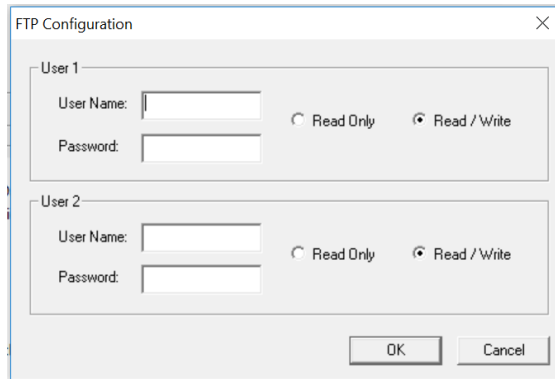 FTP Configuration
User 1
User Name:
Read Only Read / Write
Password:
User 2
User Name:
Read Only Read / Write
Password:
OK Cancel